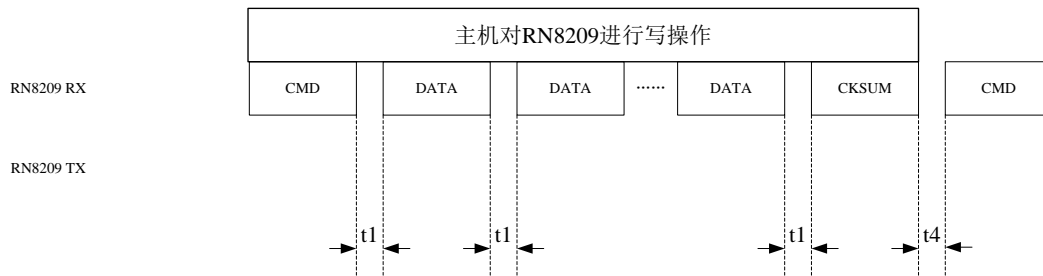 主机对RN8209进行写操作
RN8209 RX CMD DATA DATA ...... DATA CKSUM CMD
RN8209 TX
t1 t1 t1 t4